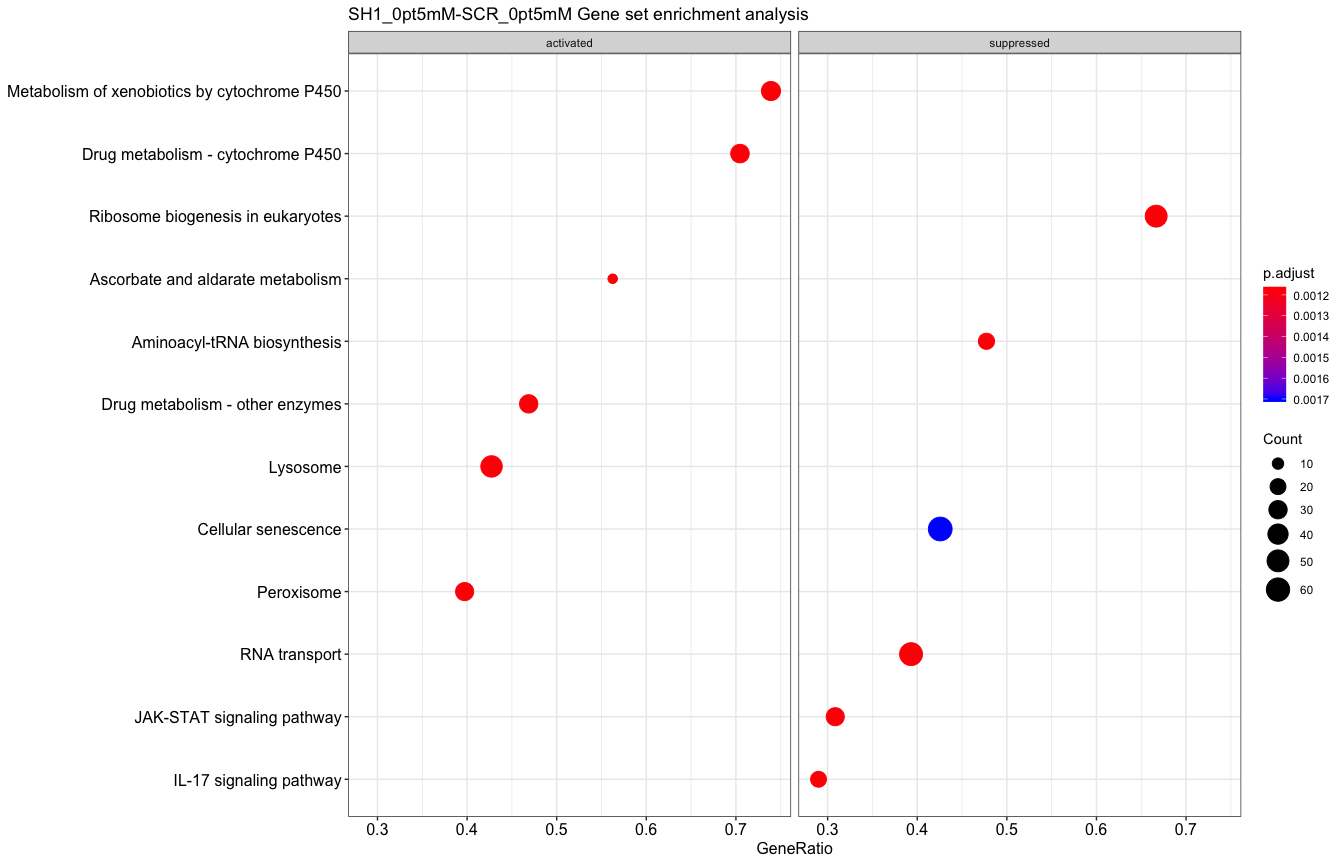 SH1_0pt5mM-SCR_0pt5mM Gene set enrichment analysis
activated
suppressed
Metabolism of xenobiotics by cytochrome P450
Drug metabolism - cytochrome P450
Ribosome biogenesis in eukaryotes
Ascorbate and aldarate metabolism
Aminoacyl-tRNA biosynthesis
Drug metabolism - other enzymes
Lysosome
Cellular senescence
Peroxisome
RNA transport
JAK-STAT signaling pathway
IL-17 signaling pathway
0.3 0.4 0.5 0.6 0.7
0.3 0.4 0.5 0.6 0.7
GeneRatio
p.adjust
0.0012
0.0013
0.0014
0.0015
0.0016
0.0017
Count
10
20
30
40
50
60